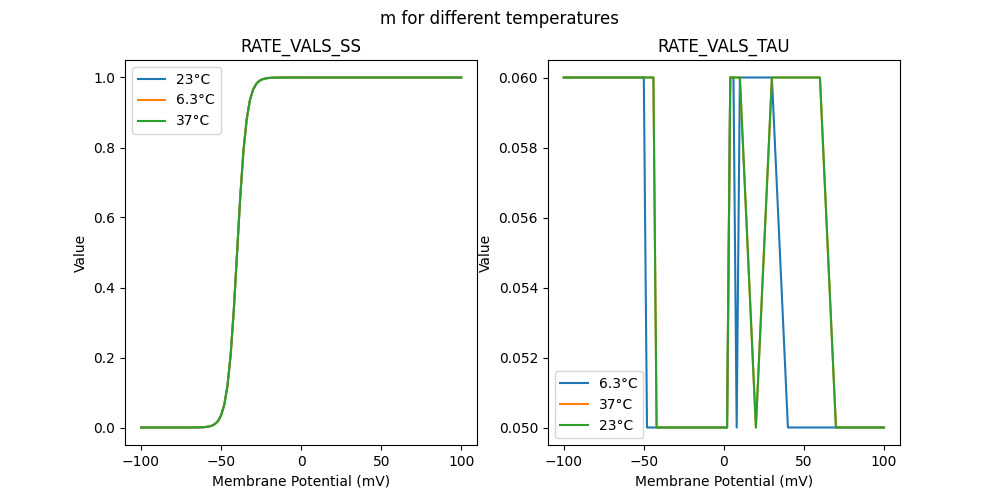 m for different temperatures
RATE_VALS_SS
1.0
0.8
0.6
0.4
0.2
0.0
Value
−100
−50
0
50
100
Membrane Potential (mV)
23°C
6.3°C
37°C
RATE_VALS_TAU
0.060
0.058
0.056
0.054
0.052
0.050
Value
−100
−50
0
50
100
Membrane Potential (mV)
6.3°C
37°C
23°C